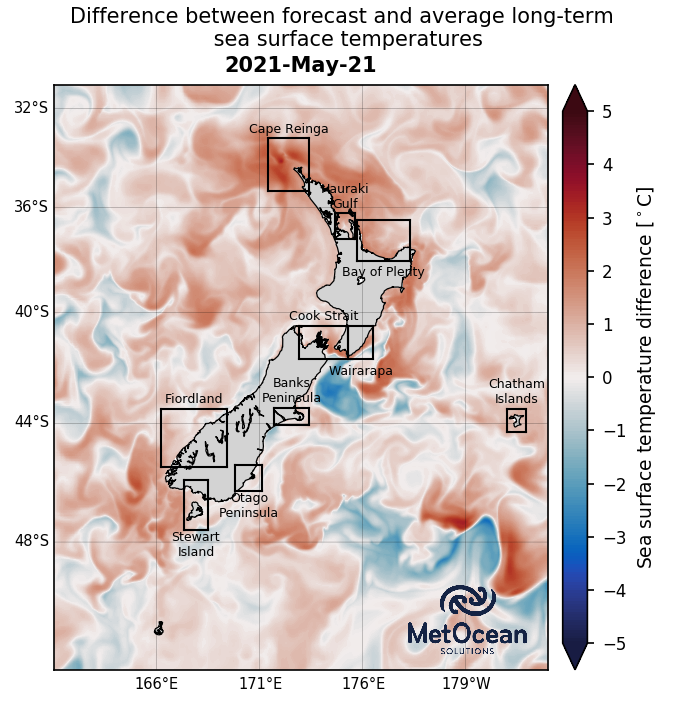 Difference between forecast and average long-term
sea surface temperatures
2021-May-21
32°S
36°S
40°S
44°S
48°S
Cape Reinga
Hauraki
Gulf
Bay of Plenty
Cook Strait
Wairarapa
Banks
Peninsula
Fiordland
Chatham
Islands
Otago
Peninsula
Stewart
Island
MetOcean
SOLUTIONS
166°E
171°E
176°E
179°W
5
4
3
2
1
0
−1
−2
−3
−4
−5
Sea surface temperature difference [°C]